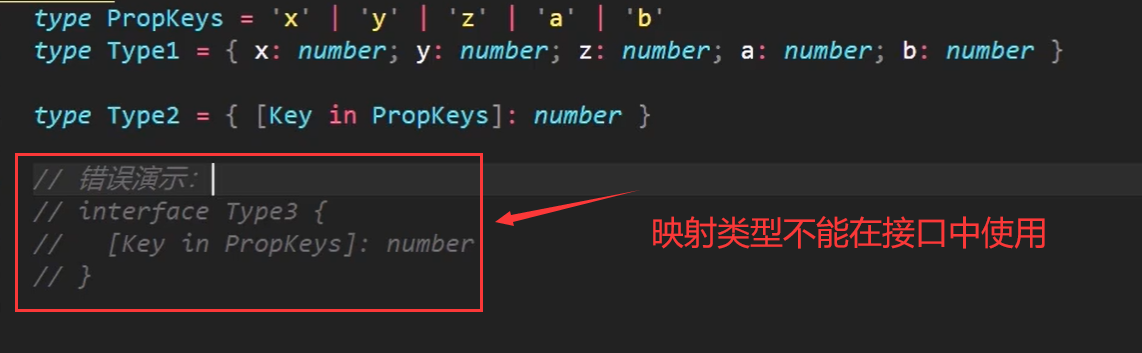 type PropKeys = 'x' | 'y' | 'z' | 'a' | 'b'
type Type1 = { x: number; y: number; z: number; a: number; b: number }
type Type2 = { [Key in PropKeys]: number }
// 错误演示：
// interface Type3 {
//   [Key in PropKeys]: number
// }
映射类型不能在接口中使用